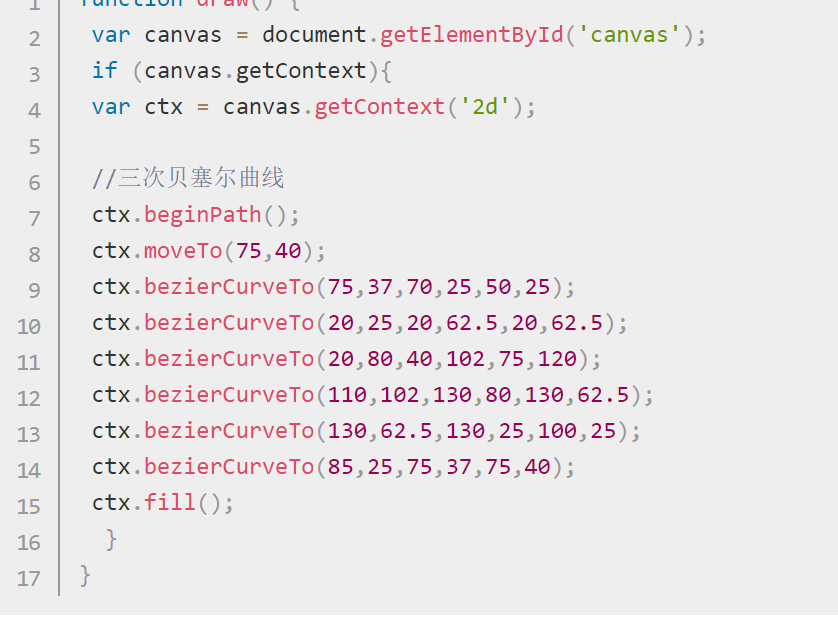 1 function draw() {
2 var canvas = document.getElementById('canvas');
3 if (canvas.getContext){
4 var ctx = canvas.getContext('2d');
5
6 //三次贝塞尔曲线
7 ctx.beginPath();
8 ctx.moveTo(75,40);
9 ctx.bezierCurveTo(75,37,70,25,50,25);
10 ctx.bezierCurveTo(20,25,20,62.5,20,62.5);
11 ctx.bezierCurveTo(20,80,40,102,75,120);
12 ctx.bezierCurveTo(110,102,130,80,130,62.5);
13 ctx.bezierCurveTo(130,62.5,130,25,100,25);
14 ctx.bezierCurveTo(85,25,75,37,75,40);
15 ctx.fill();
16 }
17 }